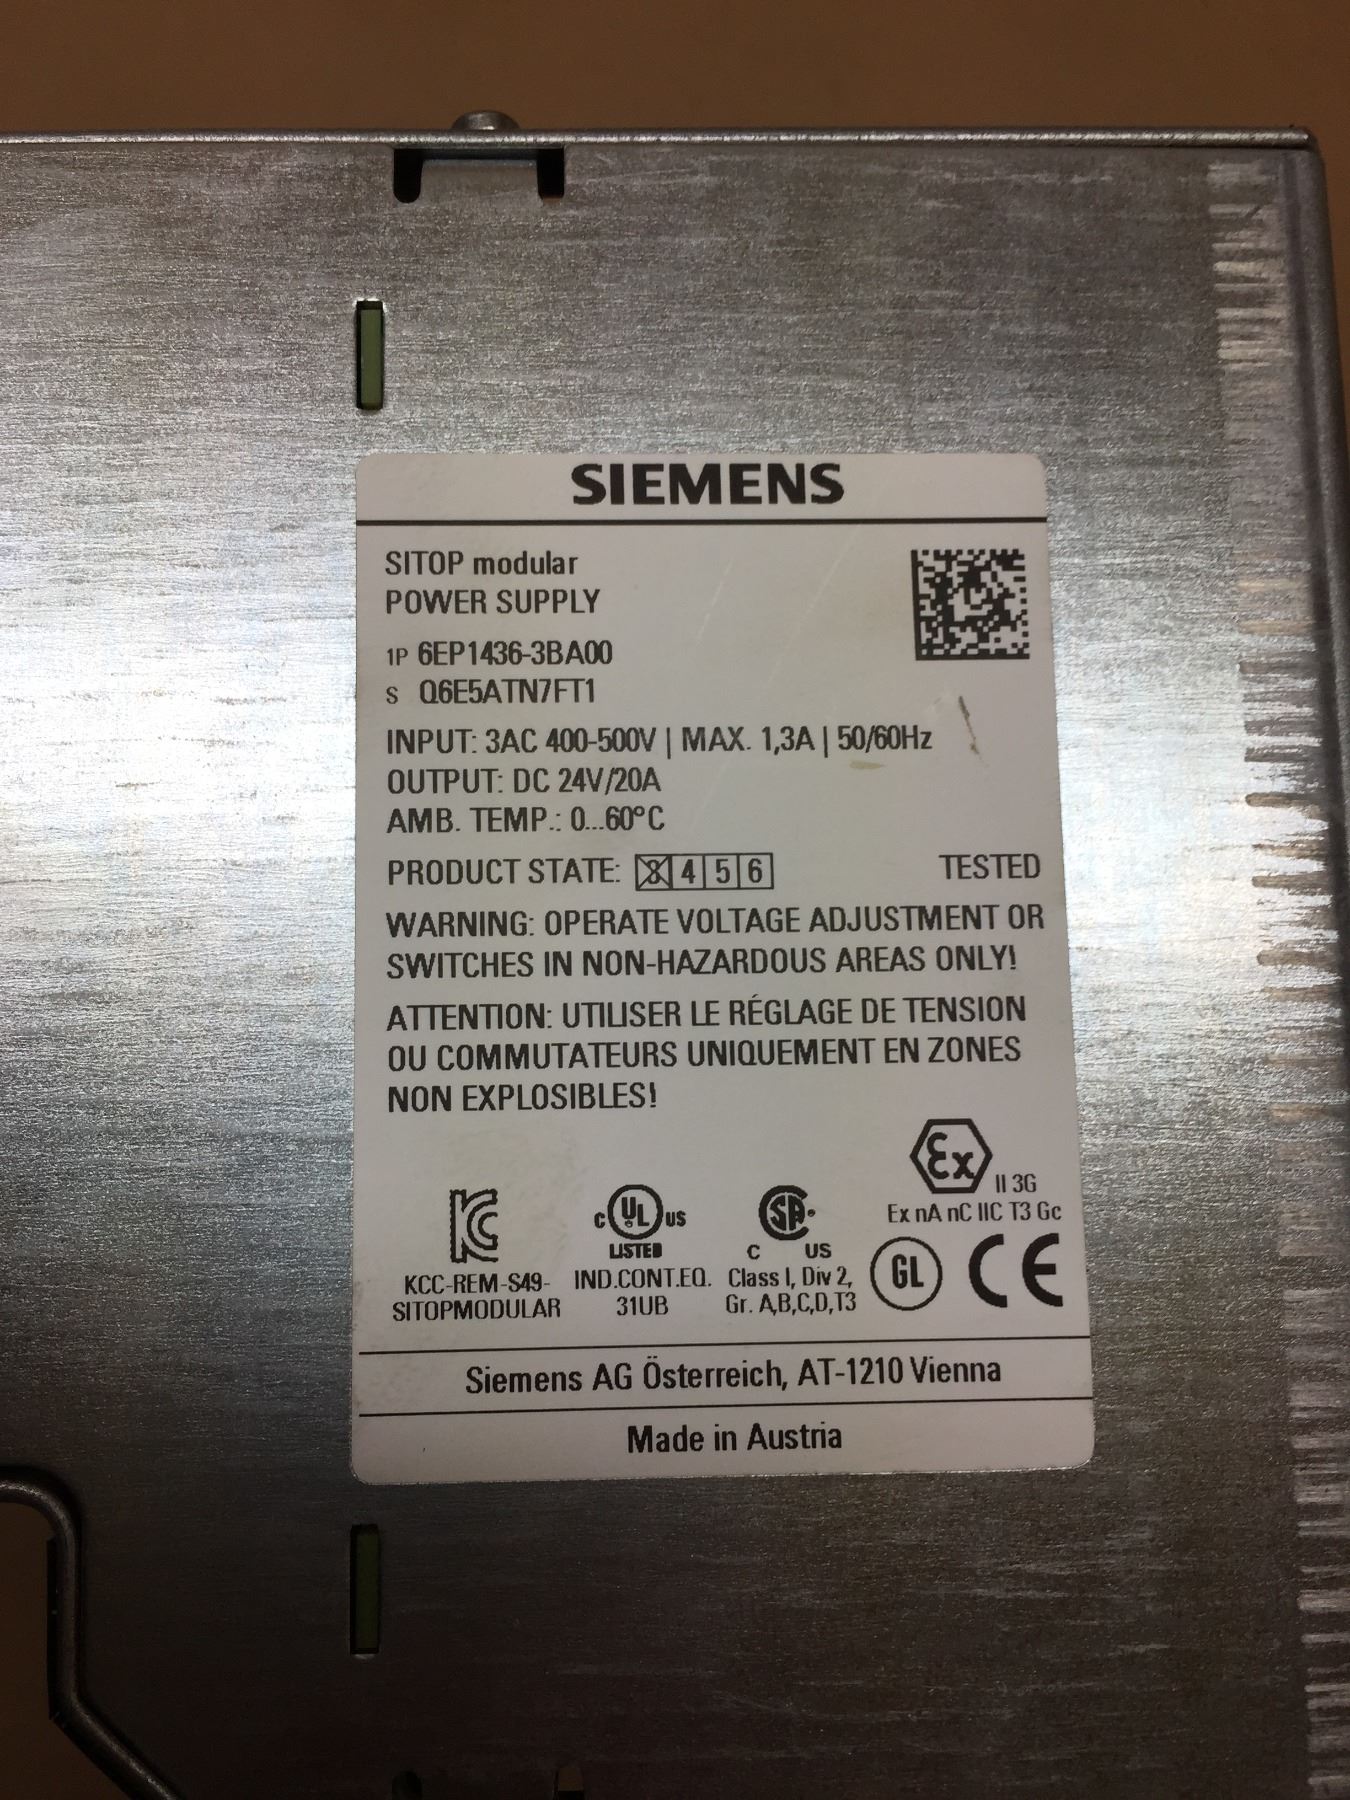 SIEMENS
SITOP modular
POWER SUPPLY
1P 6EP1436-3BA00
S Q6E5ATN7FT1
INPUT: 3AC 400-500V | MAX. 1,3A | 50/60Hz
OUTPUT: DC 24V/20A
AMB. TEMP.: 0...60°C
PRODUCT STATE: 3 4 5 6 TESTED
WARNING: OPERATE VOLTAGE ADJUSTMENT OR
SWITCHES IN NON-HAZARDOUS AREAS ONLY!
ATTENTION: UTILISER LE RÉGLAGE DE TENSION
OU COMMUTATEURS UNIQUEMENT EN ZONES
NON EXPLOSIBLES!
Ex II 3G
Ex nA nC IIC T3 Gc
KC
KCC-REM-S49-
SITOPMODULAR
c UL us
LISTED
IND.CONT.EQ.
31UB
SA
C US
Class I, Div 2,
Gr. A,B,C,D,T3
GL
CE
Siemens AG Österreich, AT-1210 Vienna
Made in Austria